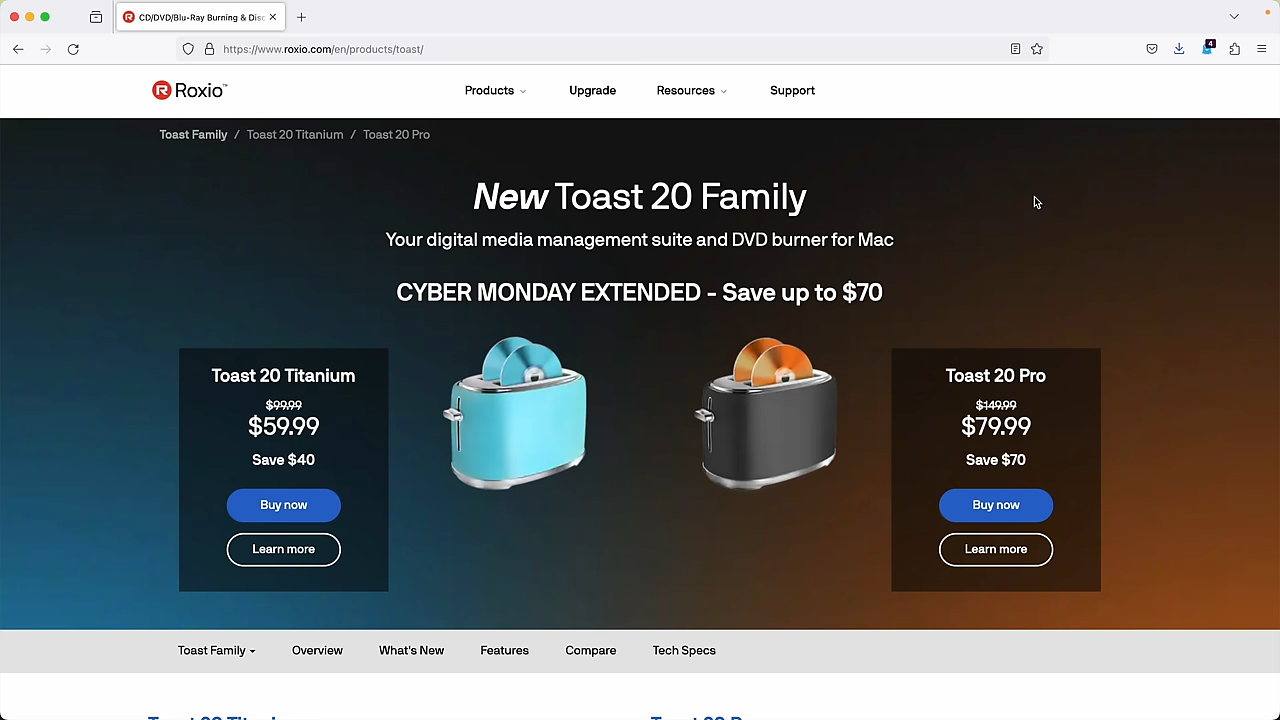 CD/DVD/Blu-Ray Burning & Disc
https://www.roxio.com/en/products/toast/
4
Roxio™
Products
Upgrade
Resources
Support
Toast Family / Toast 20 Titanium / Toast 20 Pro
New Toast 20 Family
Your digital media management suite and DVD burner for Mac
CYBER MONDAY EXTENDED - Save up to $70
Toast 20 Titanium
$99.99
$59.99
Save $40
Buy now
Learn more
Toast 20 Pro
$149.99
$79.99
Save $70
Buy now
Learn more
Toast Family
Overview
What's New
Features
Compare
Tech Specs